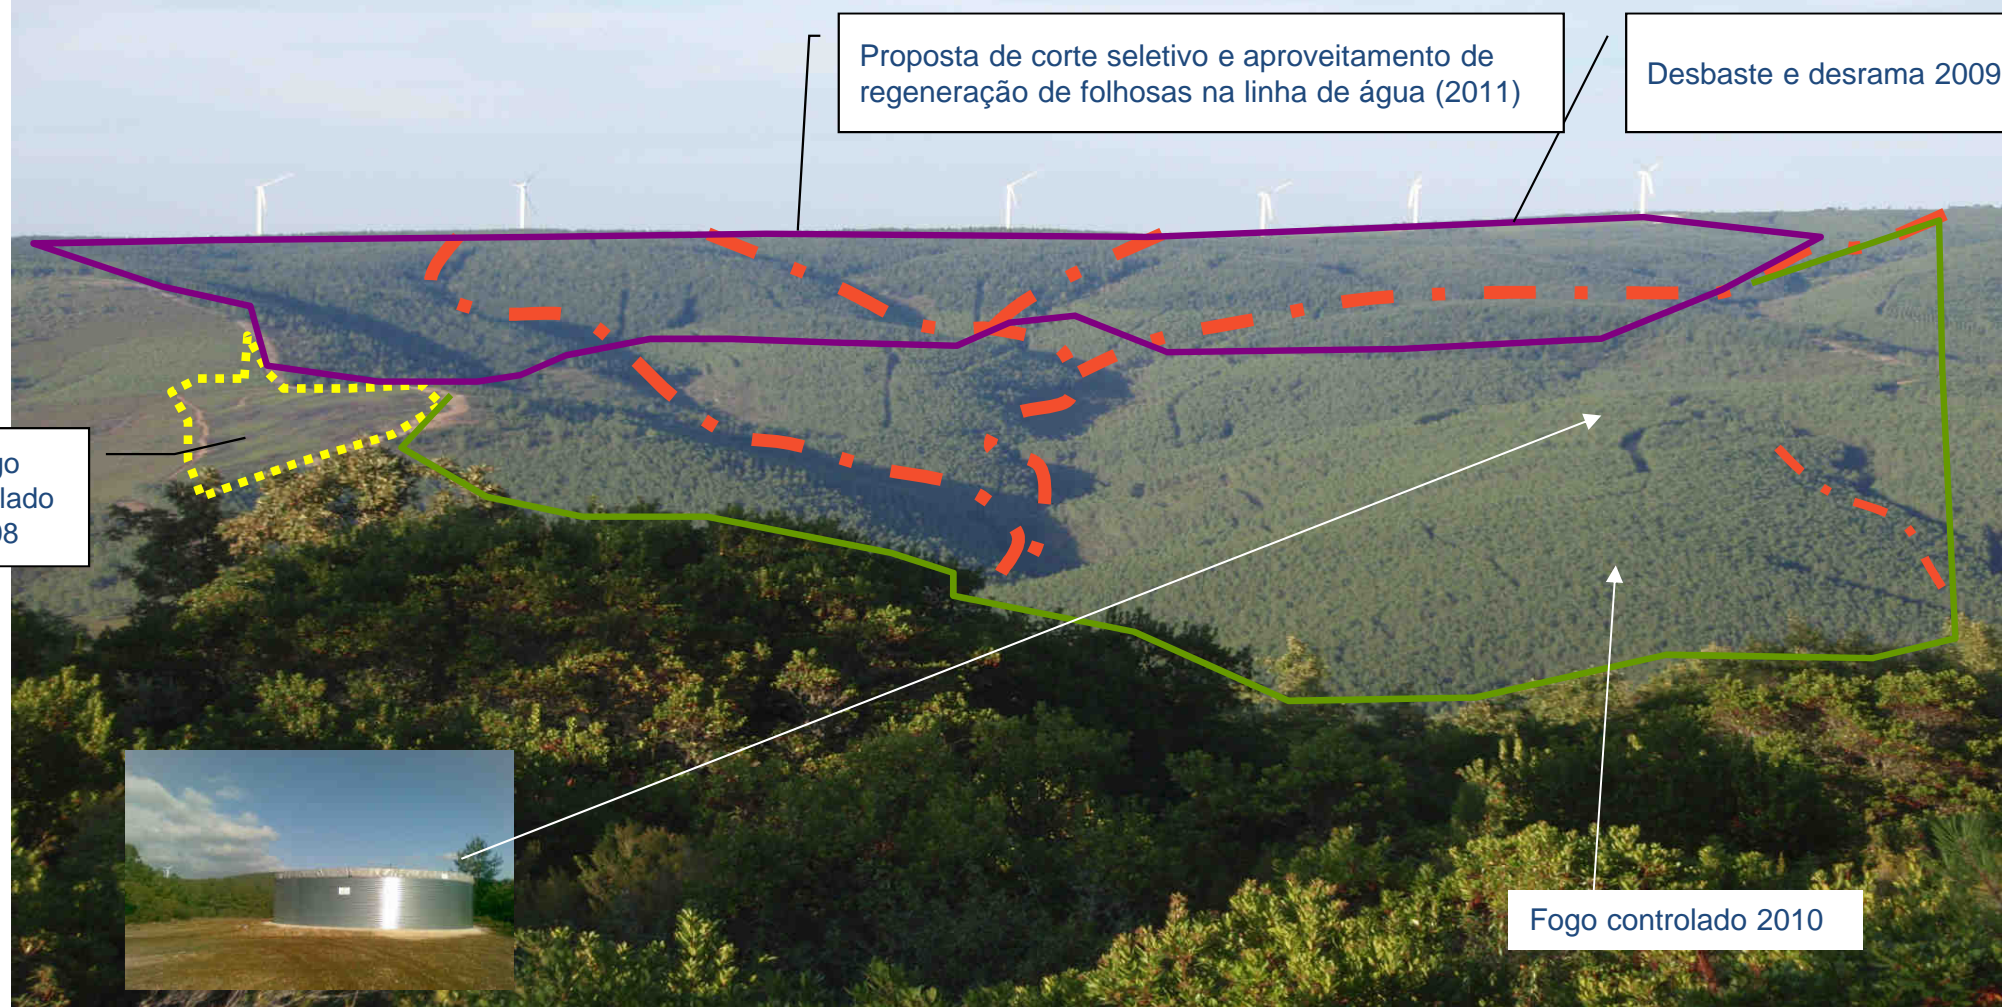 Proposta de corte seletivo e aproveitamento de
regeneração de folhosas na linha de água (2011)
Desbaste e desrama 2009
Fogo controlado 2010